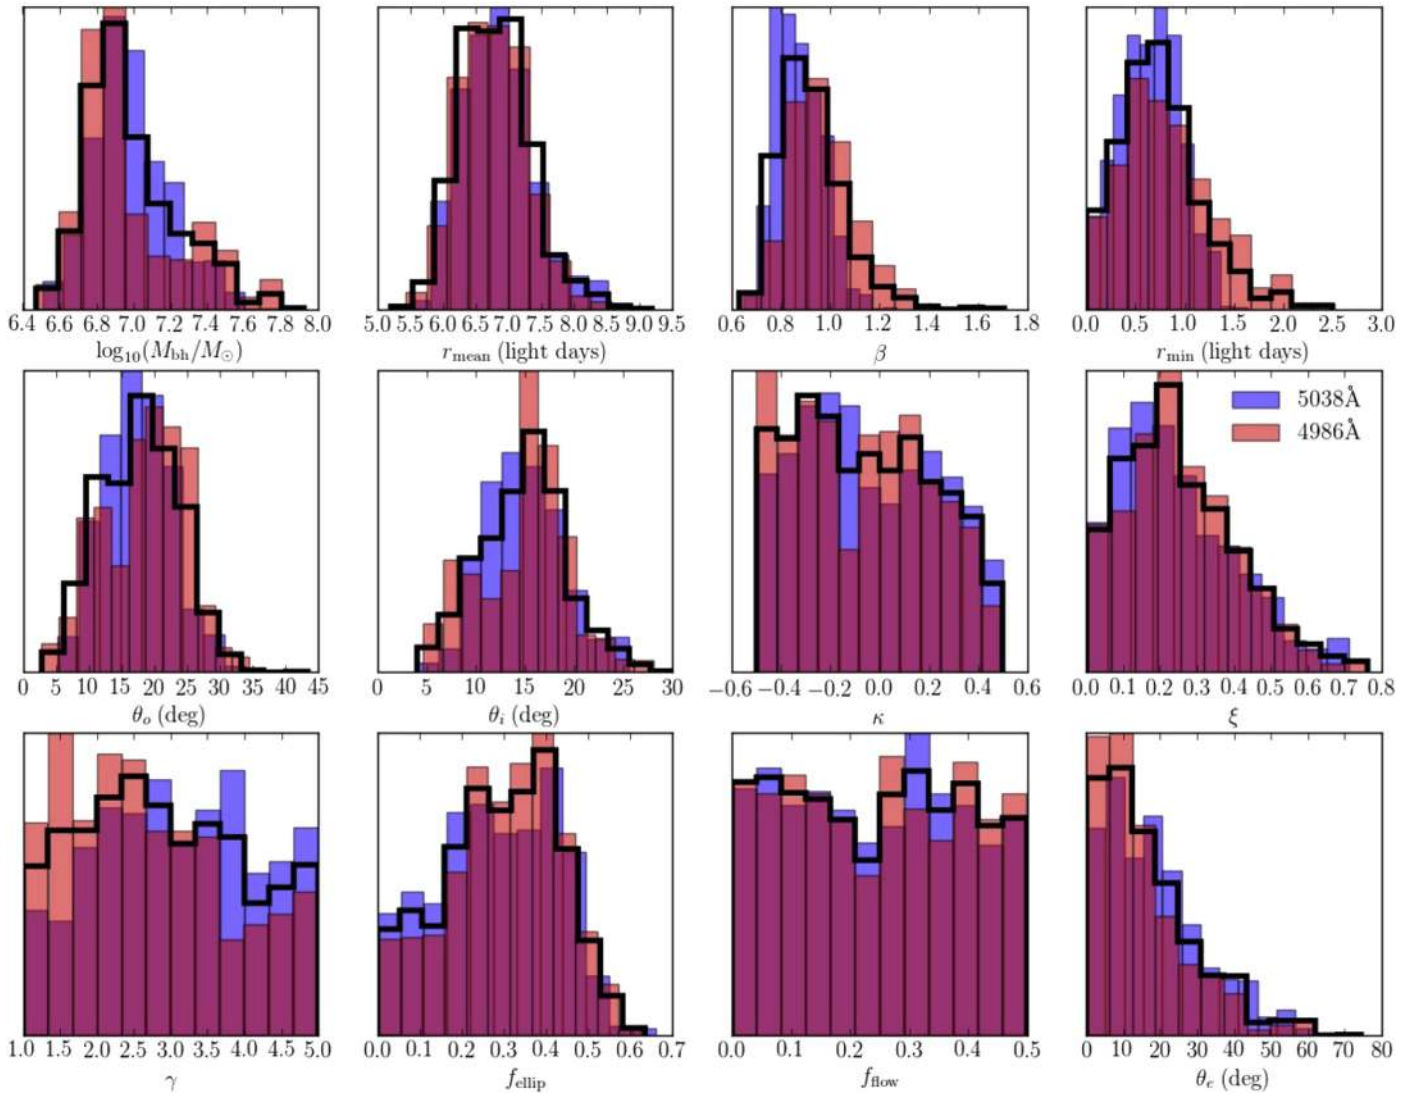 6.4 6.6 6.8 7.0 7.2 7.4 7.6 7.8 8.0
log₁₀(M_bh/M_⊙)
5.0 5.5 6.0 6.5 7.0 7.5 8.0 8.5 9.0 9.5
r_mean (light days)
0.6 0.8 1.0 1.2 1.4 1.6 1.8
β
0.0 0.5 1.0 1.5 2.0 2.5 3.0
r_min (light days)
5038Å
4986Å
0 5 10 15 20 25 30 35 40 45
θ_o (deg)
0 5 10 15 20 25 30
θ_i (deg)
−0.6 −0.4 −0.2 0.0 0.2 0.4 0.6
κ
0.0 0.1 0.2 0.3 0.4 0.5 0.6 0.7 0.8
ξ
1.0 1.5 2.0 2.5 3.0 3.5 4.0 4.5 5.0
γ
0.0 0.1 0.2 0.3 0.4 0.5 0.6 0.7
f_ellip
0.0 0.1 0.2 0.3 0.4 0.5
f_flow
0 10 20 30 40 50 60 70 80
θ_e (deg)